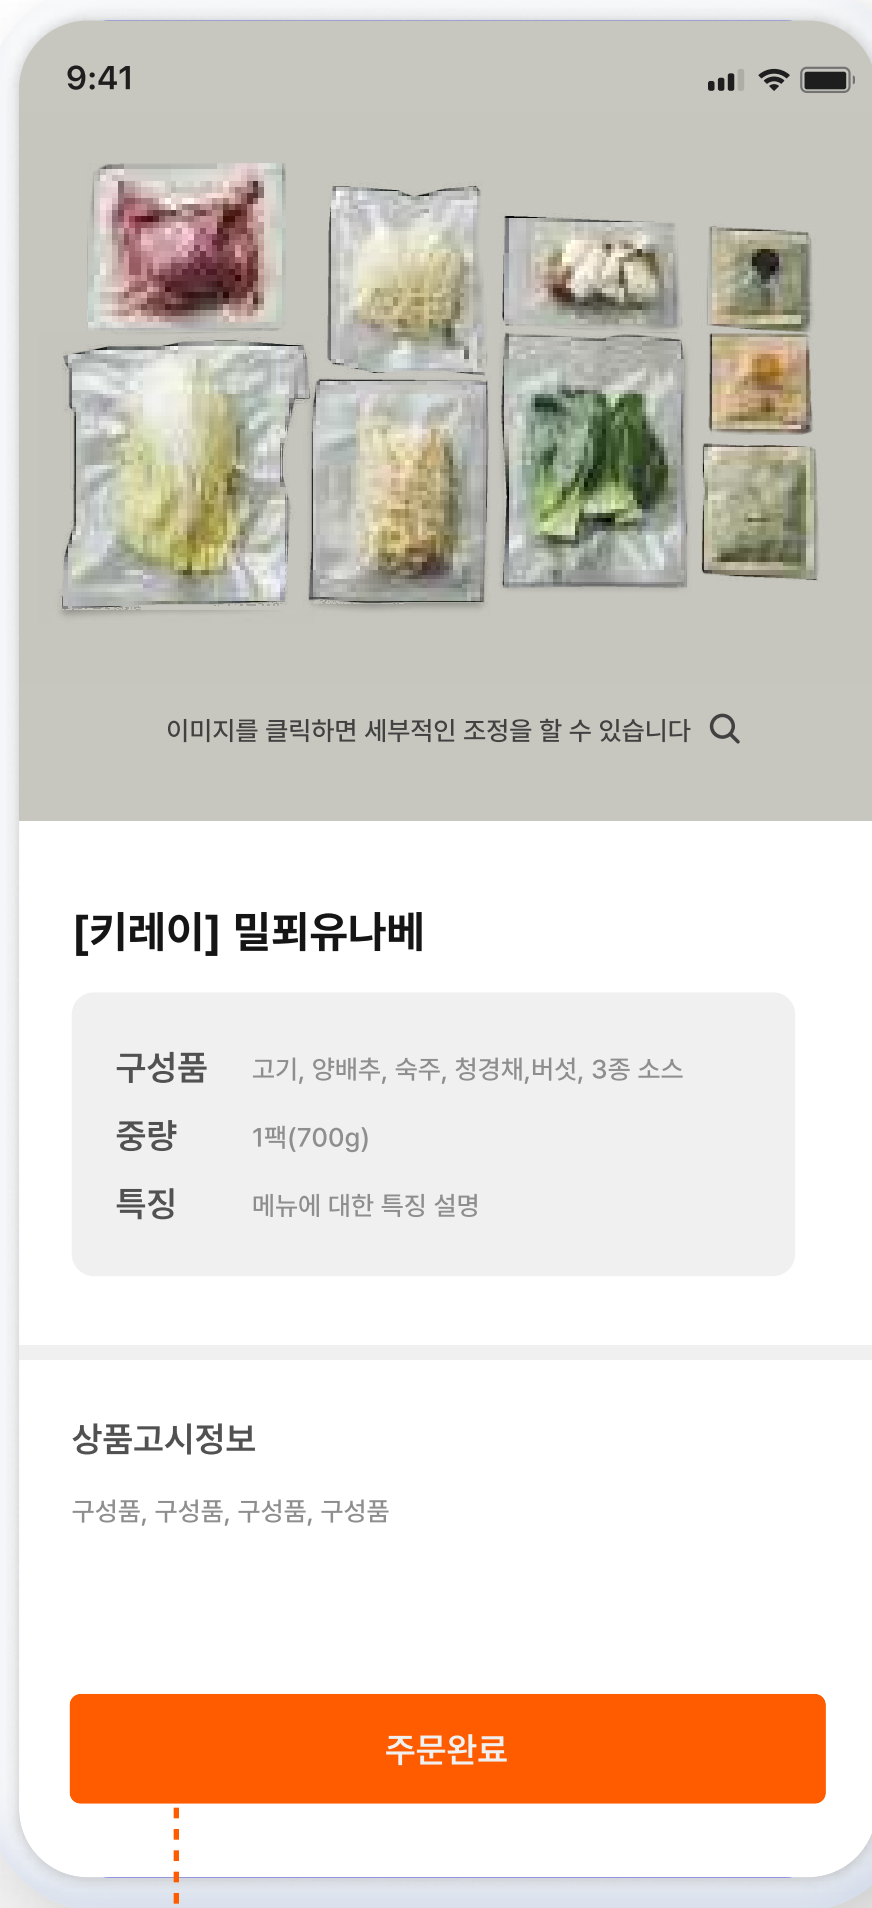 9:41
이미지를 클릭하면 세부적인 조정을 할 수 있습니다
[키레이] 밀푀유나베
구성품 고기, 양배추, 숙주, 청경채,버섯, 3종 소스
중량 1팩(700g)
특징 메뉴에 대한 특징 설명
상품고시정보
구성품, 구성품, 구성품, 구성품
주문완료